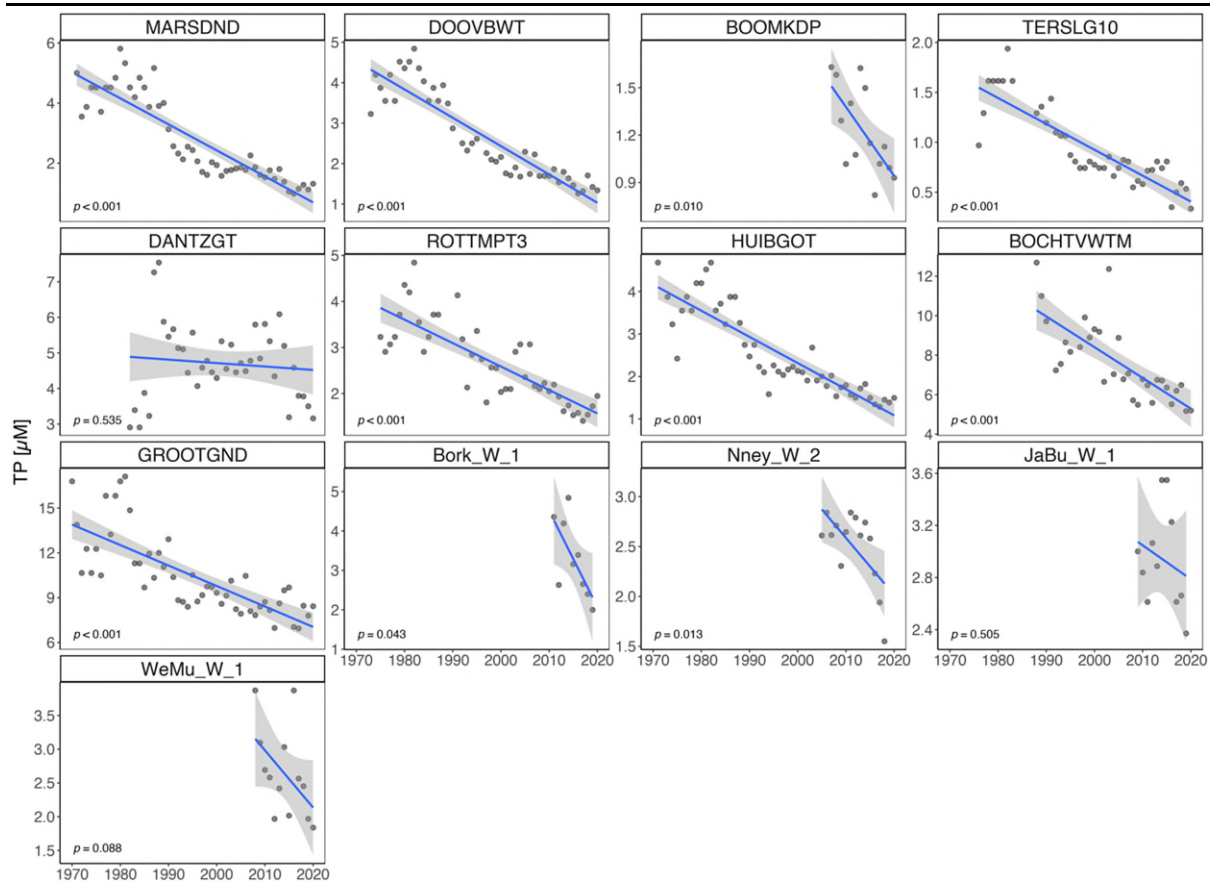 MARSDND DOOVBWT BOOMKDP TERSLG10
6 5 1.5 2.0
4 4 1.2 1.5
2 3 0.9 1.0
2 0.5
1
p < 0.001 p < 0.001 p = 0.010 p < 0.001
DANTZGT ROTTMPT3 HUIBGOT BOCHTVWTM
7 5 4 12
6 4 3 10
5 3 2 8
4 2 1 6
3 4
p = 0.535 p < 0.001 p < 0.001 p < 0.001
TP [µM]
GROOTGND Bork_W_1 Nney_W_2 JaBu_W_1
15 5 3.0 3.6
12 4 2.5 3.2
9 3 2.0 2.8
6 2 1.5 2.4
1
p < 0.001 p = 0.043 p = 0.013 p = 0.505
1970 1980 1990 2000 2010 2020 1970 1980 1990 2000 2010 2020 1970 1980 1990 2000 2010 2020
WeMu_W_1
3.5
3.0
2.5
2.0
1.5
p = 0.088
1970 1980 1990 2000 2010 2020